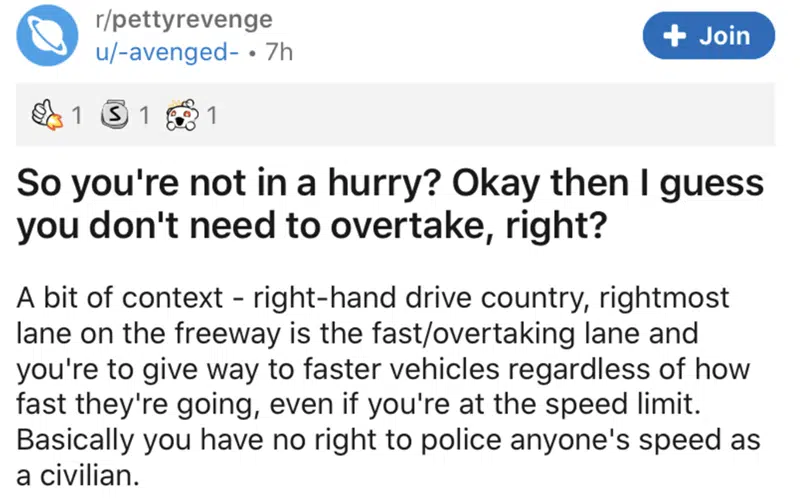 r/pettyrevenge
u/-avenged- • 7h
+ Join
1 S 1 1
So you're not in a hurry? Okay then I guess
you don't need to overtake, right?
A bit of context - right-hand drive country, rightmost
lane on the freeway is the fast/overtaking lane and
you're to give way to faster vehicles regardless of how
fast they're going, even if you're at the speed limit.
Basically you have no right to police anyone's speed as
a civilian.